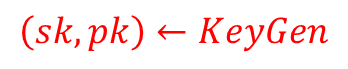 (sk, pk) ← KeyGen